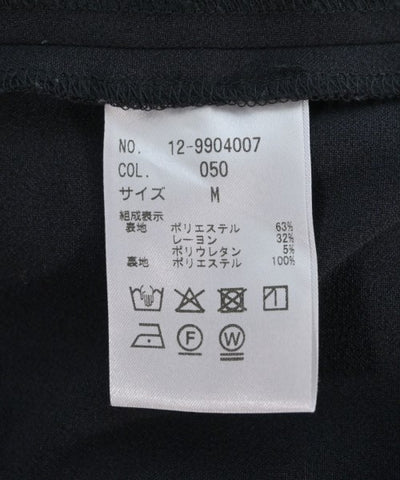 NO. 12-9904007
COL. 050
サイズ M
組成表示
表地 ポリエステル 63%
レーヨン 32%
ポリウレタン 5%
裏地 ポリエステル 100%
F W